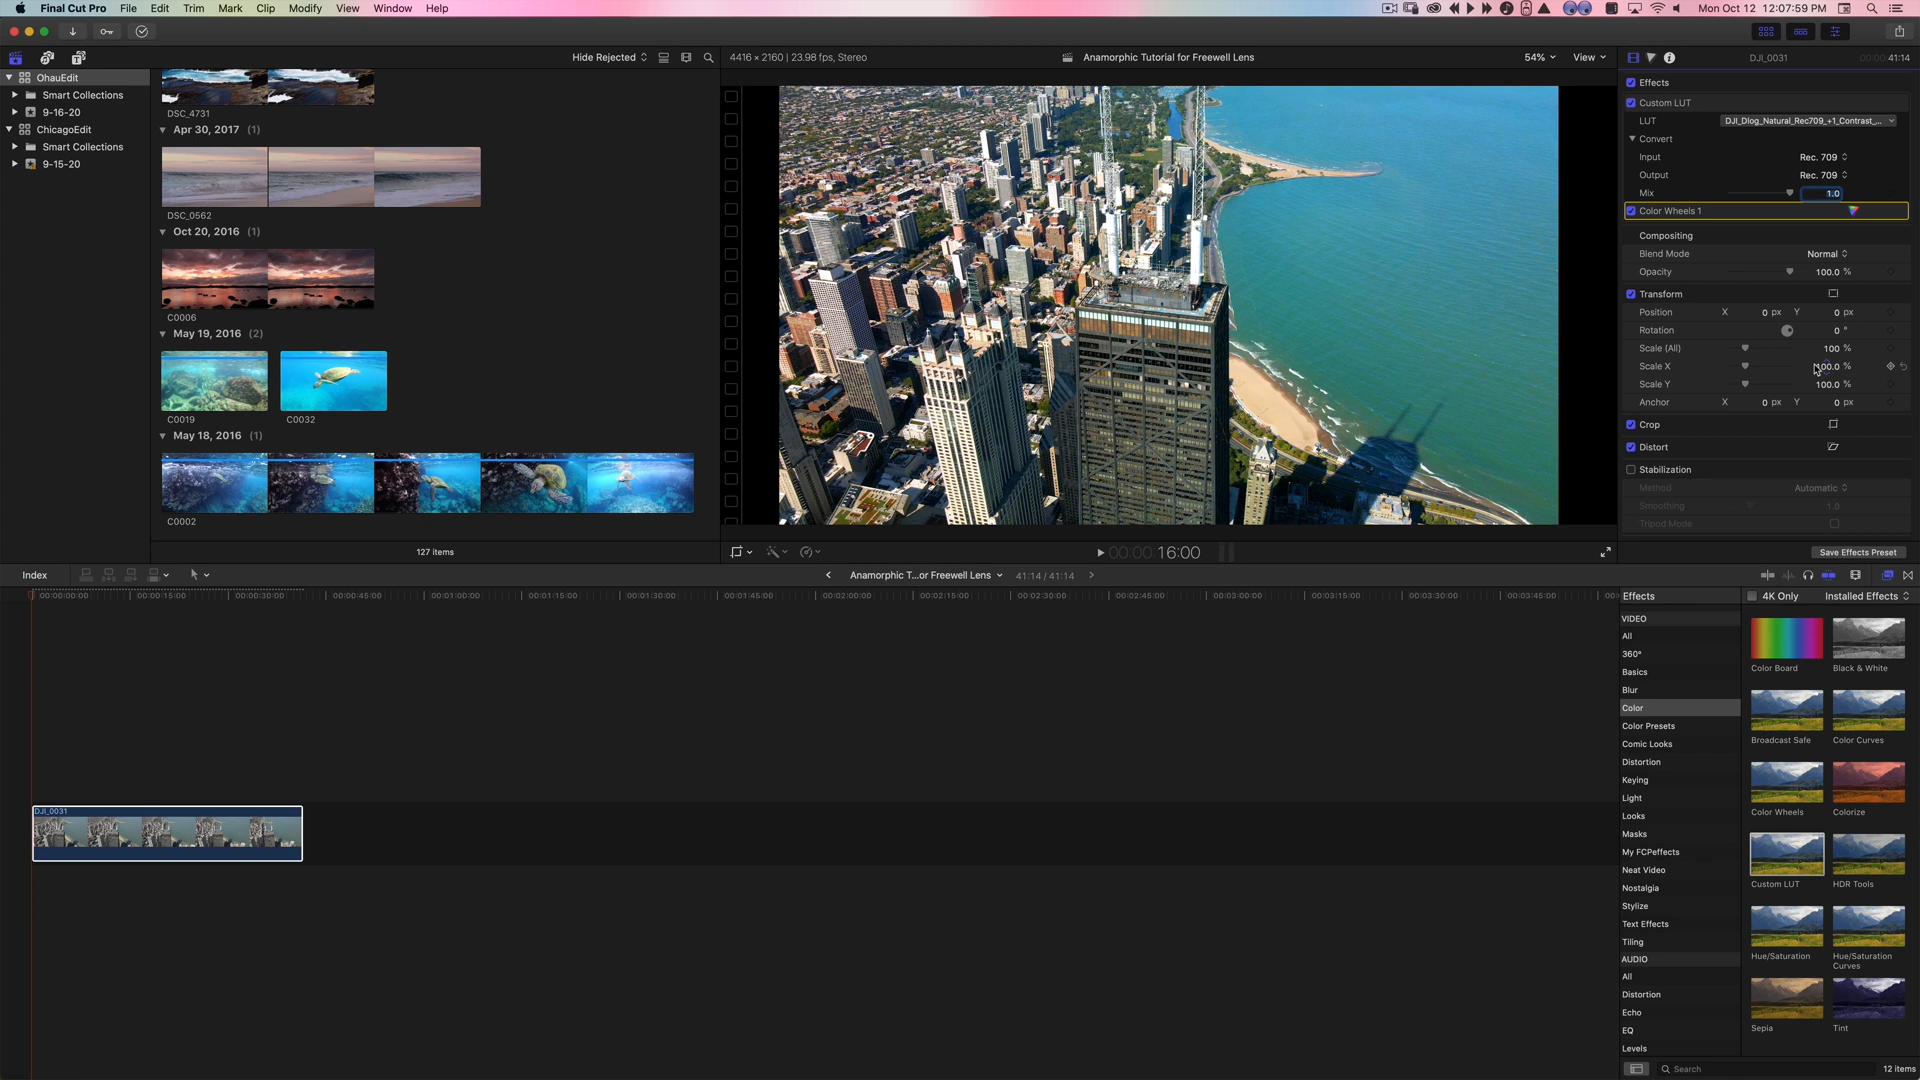 Final Cut Pro File Edit Trim Mark Clip Modify View Window Help
Mon Oct 12 12:07:59 PM
Hide Rejected
4416 × 2160 | 23.98 fps, Stereo
Anamorphic Tutorial for Freewell Lens
54%
View
DJI_0031
00:00:41:14
OhauEdit
Smart Collections
9-16-20
ChicagoEdit
Smart Collections
9-15-20
DSC_4731
Apr 30, 2017 (1)
DSC_0562
Oct 20, 2016 (1)
C0006
May 19, 2016 (2)
C0019
C0032
May 18, 2016 (1)
C0002
127 items
00:00:16:00
Effects
Custom LUT
LUT DJI_Dlog_Natural_Rec709_+1_Contrast_...
Convert
Input Rec. 709
Output Rec. 709
Mix 1.0
Color Wheels 1
Compositing
Blend Mode Normal
Opacity 100.0 %
Transform
Position X 0 px Y 0 px
Rotation 0 °
Scale (All) 100 %
Scale X 100.0 %
Scale Y 100.0 %
Anchor X 0 px Y 0 px
Crop
Distort
Stabilization
Method Automatic
Smoothing 1.0
Tripod Mode
Save Effects Preset
Index
Anamorphic T...or Freewell Lens
41:14 / 41:14
00:00:00:00 00:00:15:00 00:00:30:00 00:00:45:00 00:01:00:00 00:01:15:00 00:01:30:00 00:01:45:00 00:02:00:00 00:02:15:00 00:02:30:00 00:02:45:00 00:03:00:00 00:03:15:00 00:03:30:00 00:03:45:00
DJI_0031
Effects
4K Only
Installed Effects
VIDEO
All
360°
Basics
Blur
Color
Color Presets
Comic Looks
Distortion
Keying
Light
Looks
Masks
My FCPeffects
Neat Video
Nostalgia
Stylize
Text Effects
Tiling
AUDIO
All
Distortion
Echo
EQ
Levels
Color Board
Black & White
Broadcast Safe
Color Curves
Color Wheels
Colorize
Custom LUT
HDR Tools
Hue/Saturation
Hue/Saturation
Curves
Sepia
Tint
Search
12 items